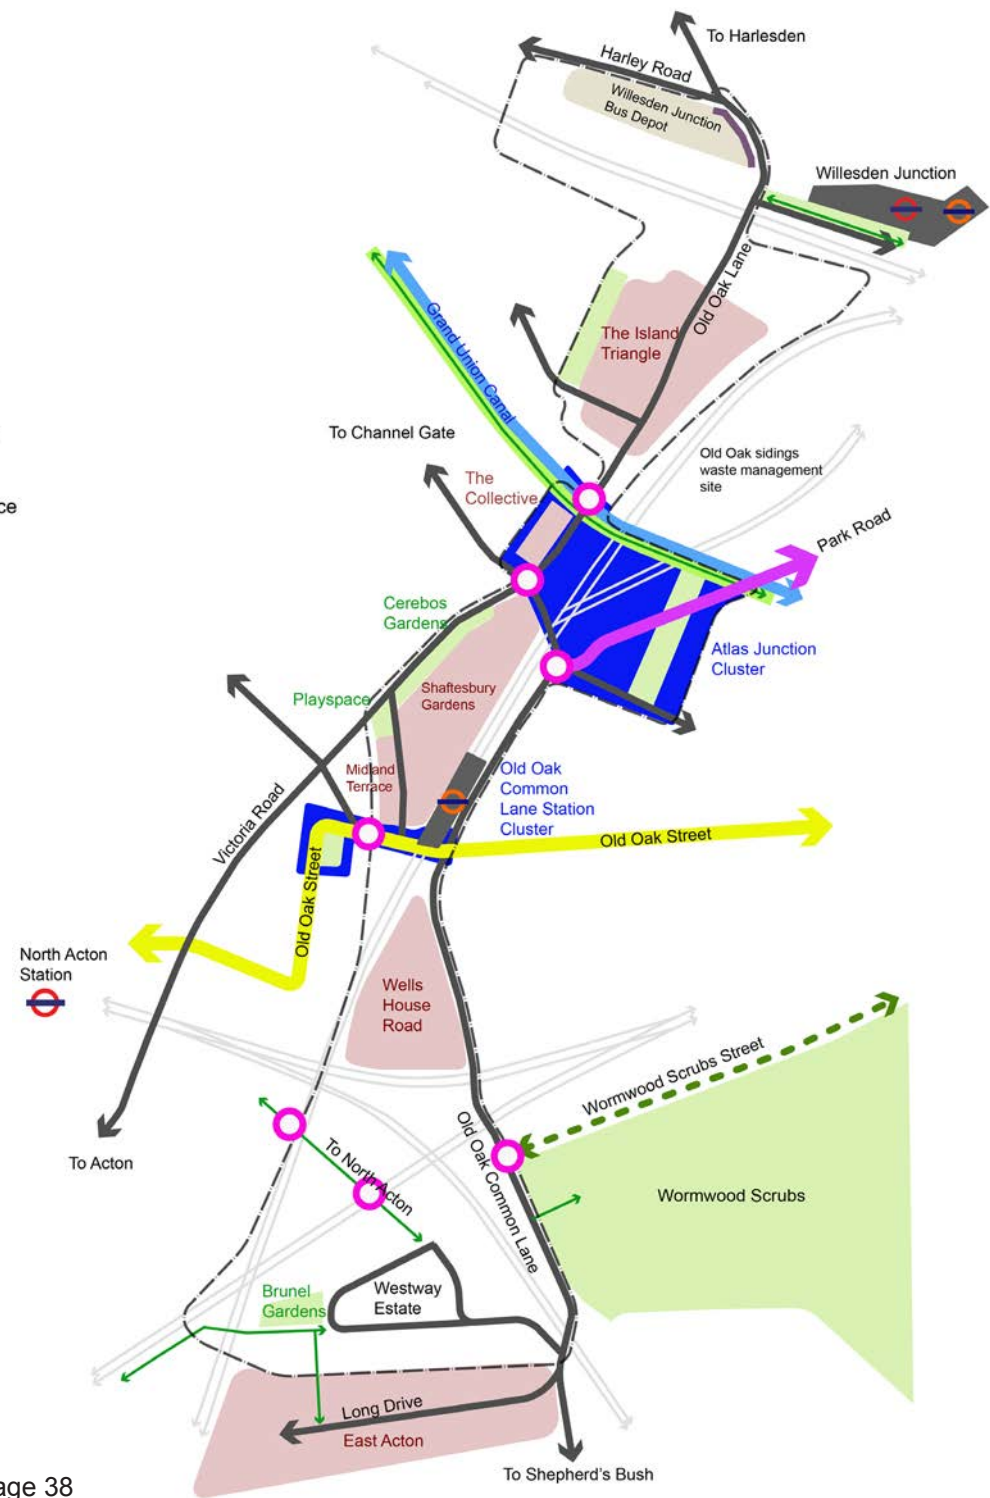 To Harlesden
Harley Road
Willesden Junction
Bus Depot
Willesden Junction
Old Oak Lane
Grand Union Canal
The Island
Triangle
To Channel Gate
Old Oak sidings
waste management
site
The
Collective
ce
Park Road
Cerebos
Gardens
Atlas Junction
Cluster
Playspace
Shaftesbury
Gardens
Midland
Terrace
Old Oak
Common
Lane Station
Cluster
Victoria Road
Old Oak Street
Old Oak Street
North Acton
Station
Wells
House
Road
Wormwood Scrubs Street
To Acton
To North Acton
Old Oak Common Lane
Wormwood Scrubs
Brunel
Gardens
Westway
Estate
Long Drive
East Acton
To Shepherd's Bush
age 38